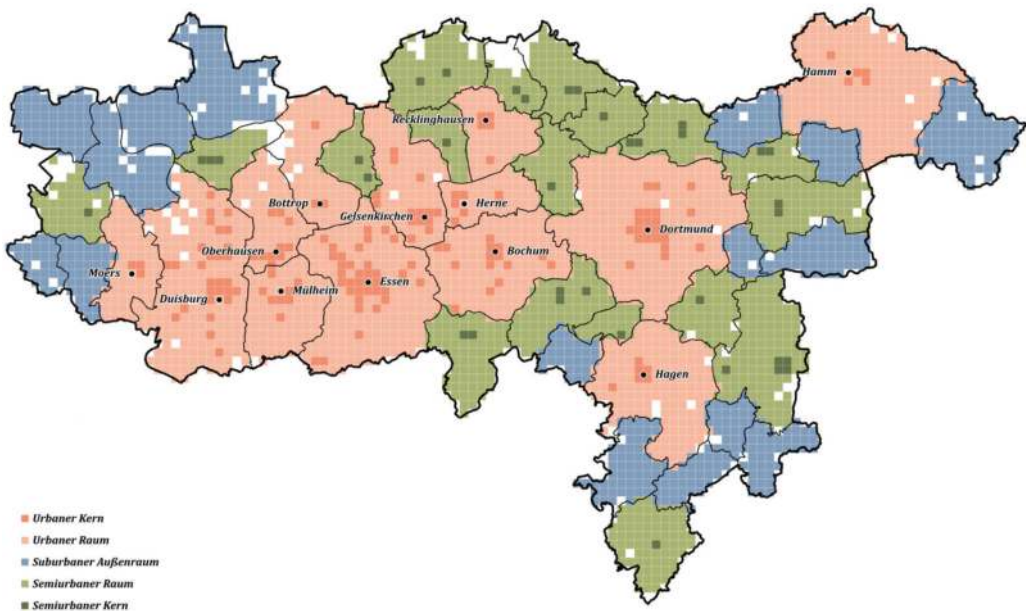 Hamm
Recklinghausen
Bottrop
Gelsenkirchen
Herne
Dortmund
Oberhausen
Bochum
Moers
Essen
Duisburg
Mülheim
Hagen
Urbaner Kern
Urbaner Raum
Suburbaner Außenraum
Semiurbaner Raum
Semiurbaner Kern